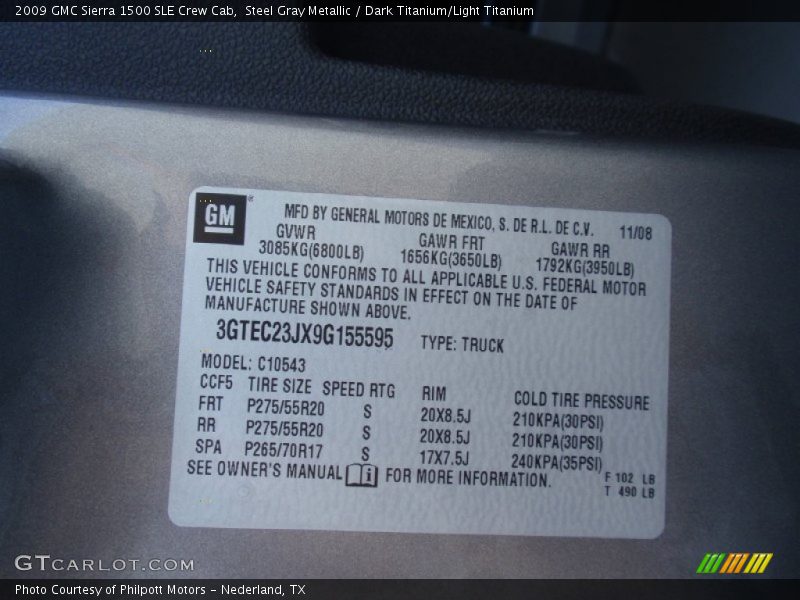 2009 GMC Sierra 1500 SLE Crew Cab, Steel Gray Metallic / Dark Titanium/Light Titanium
GM®
MFD BY GENERAL MOTORS DE MEXICO, S. DE R.L. DE C.V. 11/08
GVWR GAWR FRT GAWR RR
3085KG(6800LB) 1656KG(3650LB) 1792KG(3950LB)
THIS VEHICLE CONFORMS TO ALL APPLICABLE U.S. FEDERAL MOTOR
VEHICLE SAFETY STANDARDS IN EFFECT ON THE DATE OF
MANUFACTURE SHOWN ABOVE.
3GTEC23JX9G155595 TYPE: TRUCK
MODEL: C10543
CCF5 TIRE SIZE SPEED RTG RIM COLD TIRE PRESSURE
FRT P275/55R20 S 20X8.5J 210KPA(30PSI)
RR P275/55R20 S 20X8.5J 210KPA(30PSI)
SPA P265/70R17 S 17X7.5J 240KPA(35PSI)
SEE OWNER'S MANUAL FOR MORE INFORMATION.
F 102 LB
T 490 LB
GTCARLOT.COM
Photo Courtesy of Philpott Motors - Nederland, TX